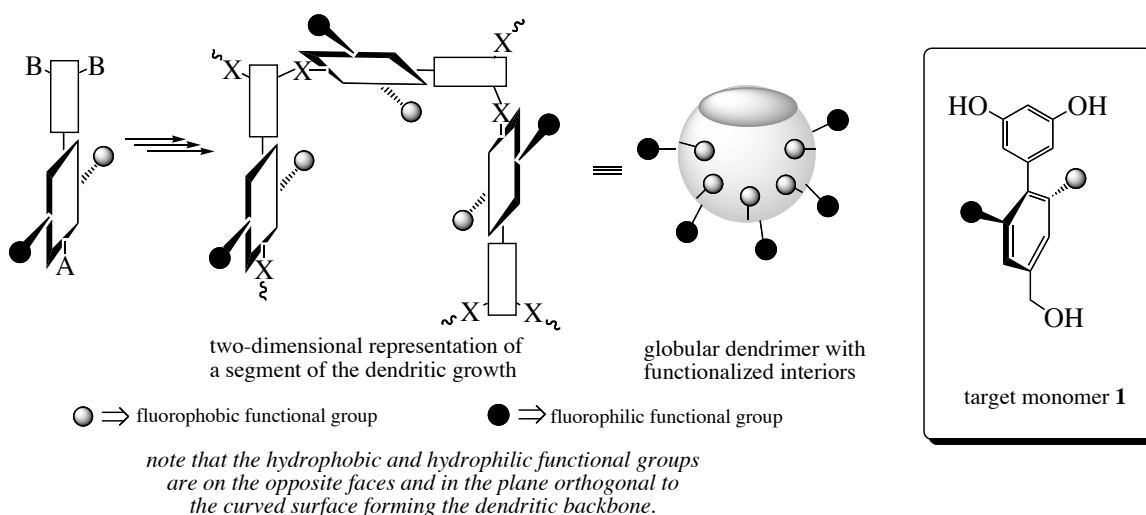 B B
A
X X X
X
X
X X
two-dimensional representation of
a segment of the dendritic growth
globular dendrimer with
functionalized interiors
fluorophobic functional group
fluorophilic functional group
note that the hydrophobic and hydrophilic functional groups
are on the opposite faces and in the plane orthogonal to
the curved surface forming the dendritic backbone.
HO OH
OH
target monomer 1